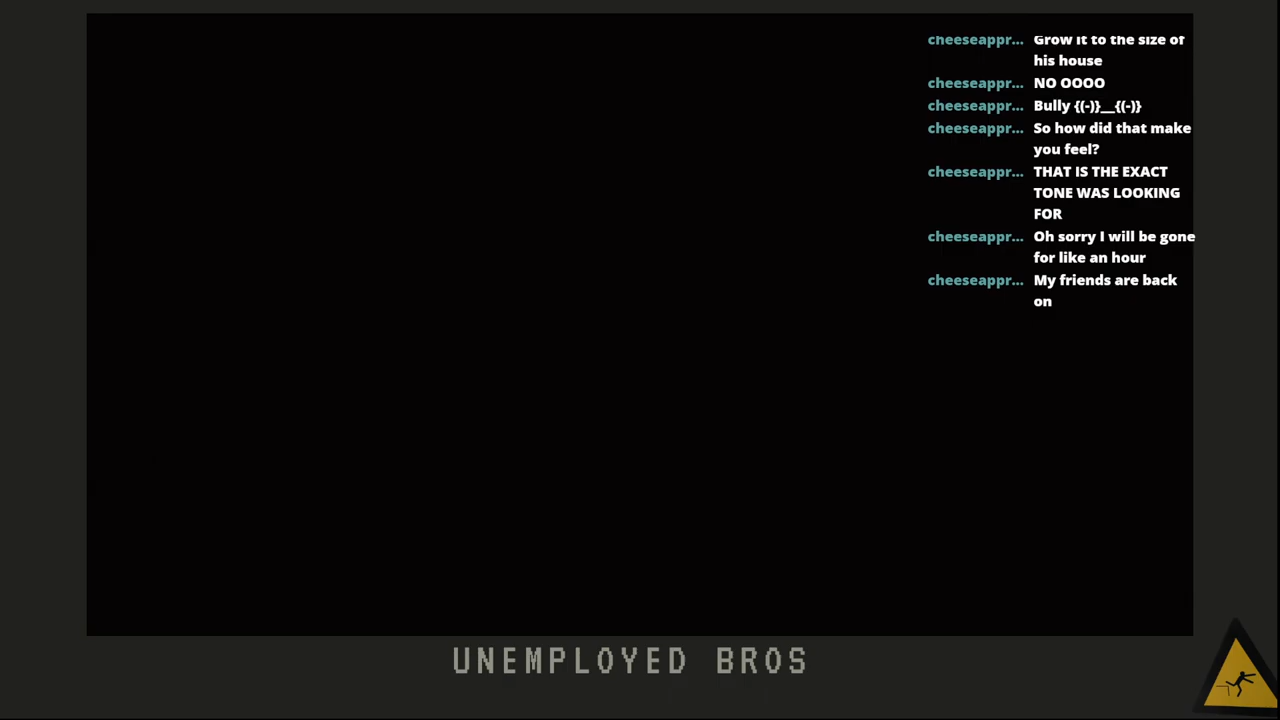 cheeseappr... Grow it to the size of
his house
cheeseappr... NO OOOO
cheeseappr... Bully {(-)}__{(-)}
cheeseappr... So how did that make
you feel?
cheeseappr... THAT IS THE EXACT
TONE WAS LOOKING
FOR
cheeseappr... Oh sorry I will be gone
for like an hour
cheeseappr... My friends are back
on
UNEMPLOYED BROS